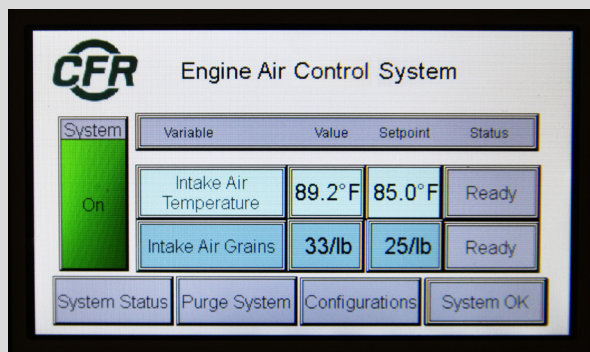 CFR
Engine Air Control System
System
On
Variable Value Setpoint Status
Intake Air
Temperature
89.2°F 85.0°F Ready
Intake Air Grains 33/lb 25/lb Ready
System Status Purge System Configurations System OK